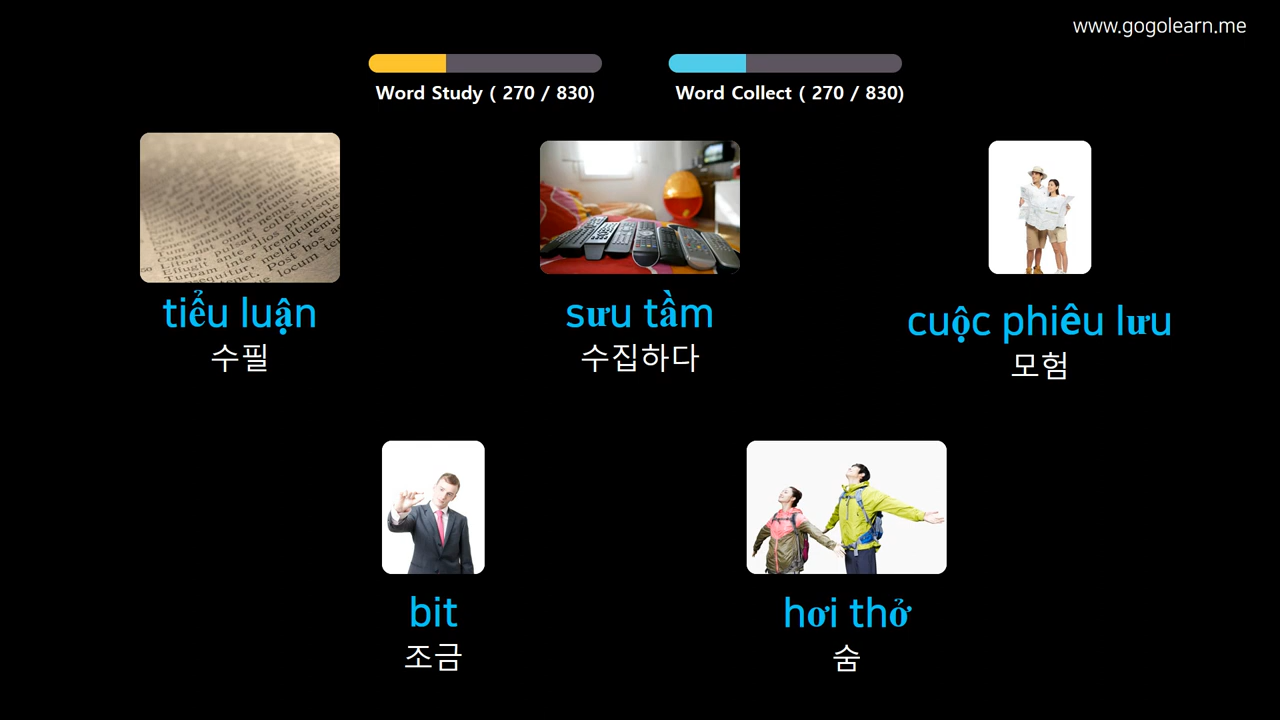 www.gogolearn.me
Word Study ( 270 / 830)
Word Collect ( 270 / 830)
tiểu luận
수필
sưu tầm
수집하다
cuộc phiêu lưu
모험
bit
조금
hơi thở
숨